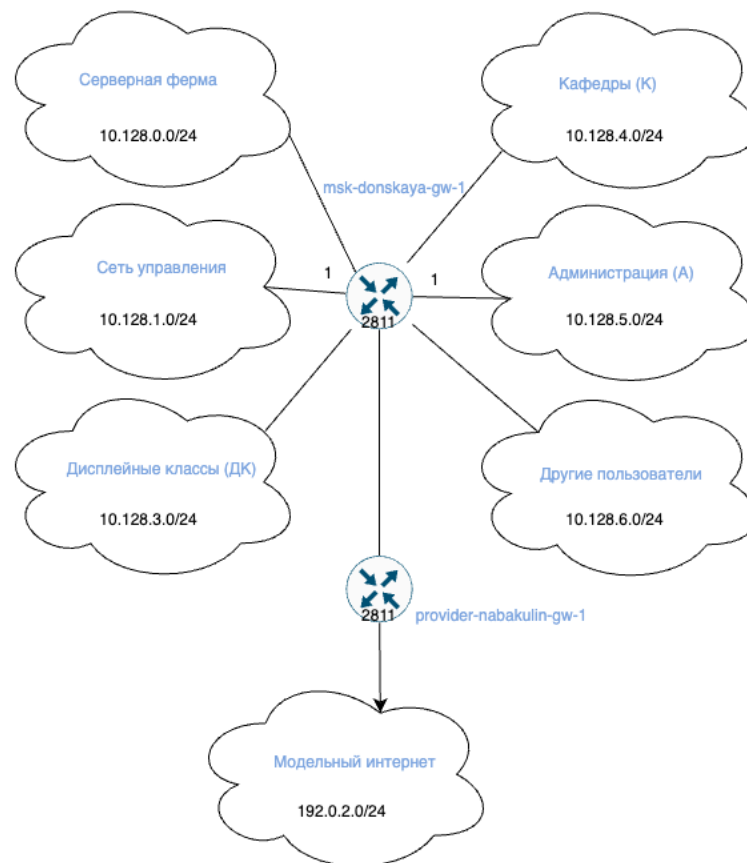 Серверная ферма
10.128.0.0/24
Кафедры (К)
10.128.4.0/24
msk-donskaya-gw-1
Сеть управления
10.128.1.0/24
1
1
2811
Администрация (А)
10.128.5.0/24
Дисплейные классы (ДК)
10.128.3.0/24
Другие пользователи
10.128.6.0/24
2811
provider-nabakulin-gw-1
Модельный интернет
192.0.2.0/24